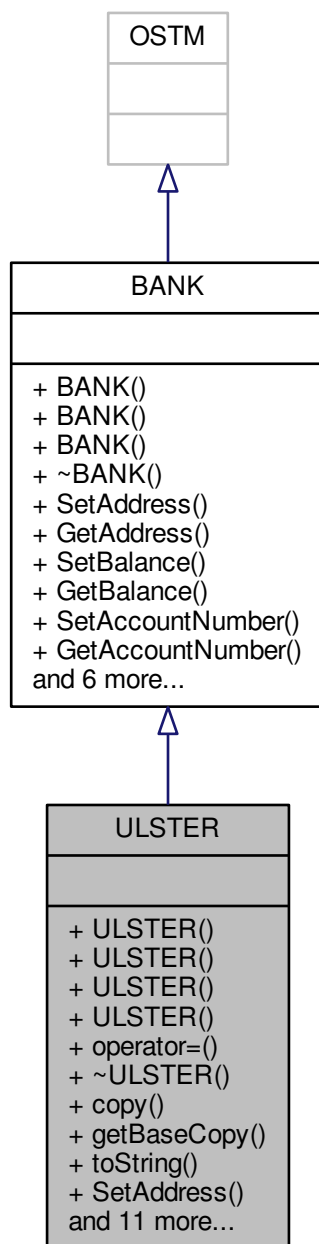 OSTM
BANK
+ BANK()
+ BANK()
+ BANK()
+ ~BANK()
+ SetAddress()
+ GetAddress()
+ SetBalance()
+ GetBalance()
+ SetAccountNumber()
+ GetAccountNumber()
and 6 more...
ULSTER
+ ULSTER()
+ ULSTER()
+ ULSTER()
+ ULSTER()
+ operator=()
+ ~ULSTER()
+ copy()
+ getBaseCopy()
+ toString()
+ SetAddress()
and 11 more...